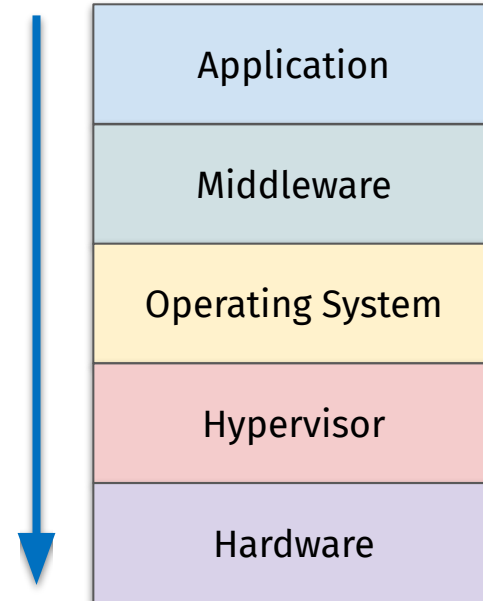 Application
Middleware
Operating System
Hypervisor
Hardware